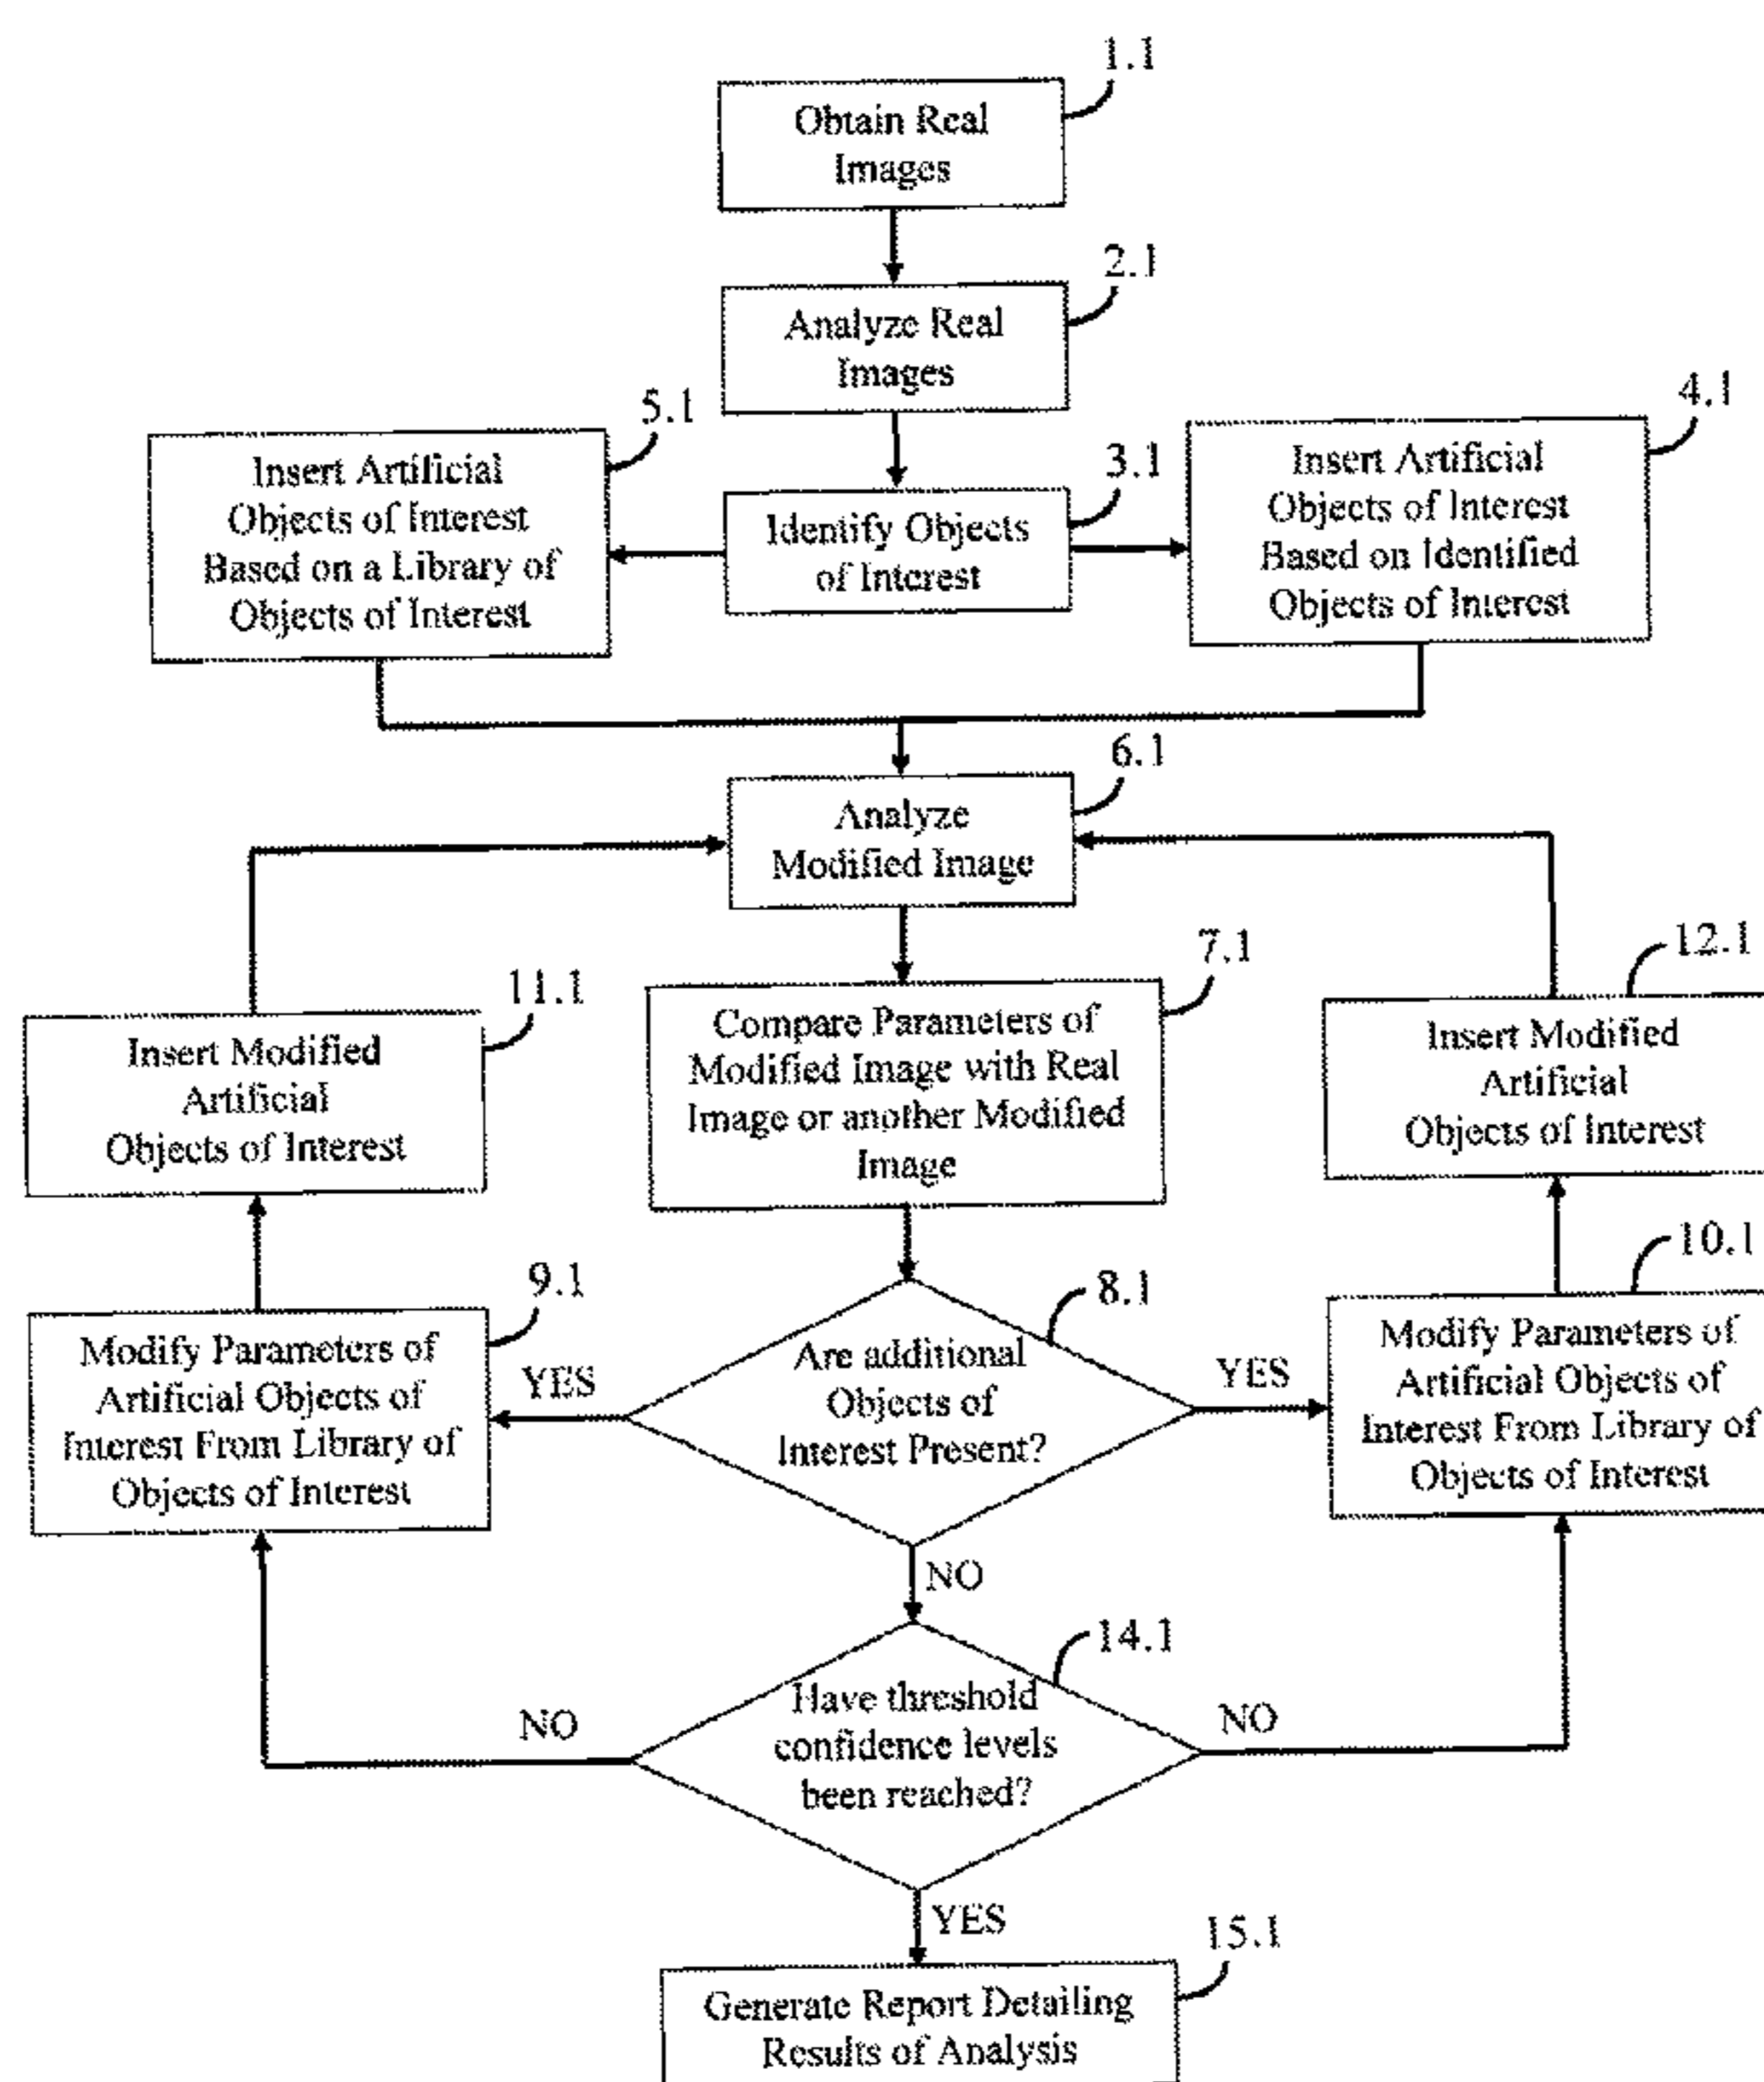 1.1
Obtain Real
Images
2.1
Analyze Real
Images
5.1
Insert Artificial
Objects of Interest
Based on a Library of
Objects of Interest
3.1
Identify Objects
of Interest
4.1
Insert Artificial
Objects of Interest
Based on Identified
Objects of Interest
6.1
Analyze
Modified Image
7.1
Compare Parameters of
Modified Image with Real
Image or another Modified
Image
11.1
Insert Modified
Artificial
Objects of Interest
12.1
Insert Modified
Artificial
Objects of Interest
9.1
Modify Parameters of
Artificial Objects of
Interest From Library of
Objects of Interest
YES
8.1
Are additional
Objects of
Interest Present?
YES
10.1
Modify Parameters of
Artificial Objects of
Interest From Library of
Objects of Interest
NO
14.1
Have threshold
confidence levels
been reached?
NO
NO
YES
15.1
Generate Report Detailing
Results of Analysis